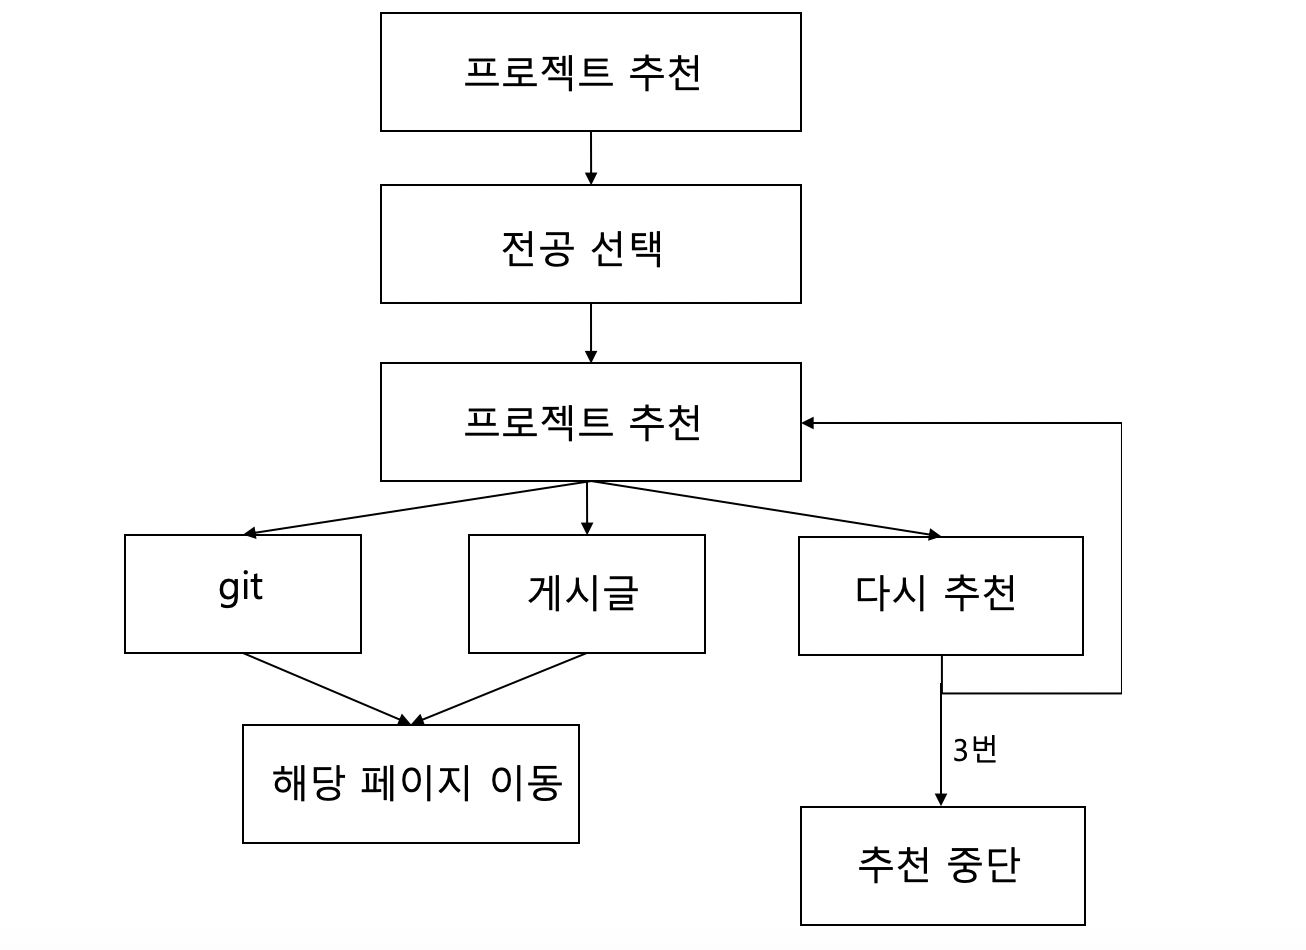 프로젝트 추천
전공 선택
프로젝트 추천
git
게시글
다시 추천
3번
해당 페이지 이동
추천 중단